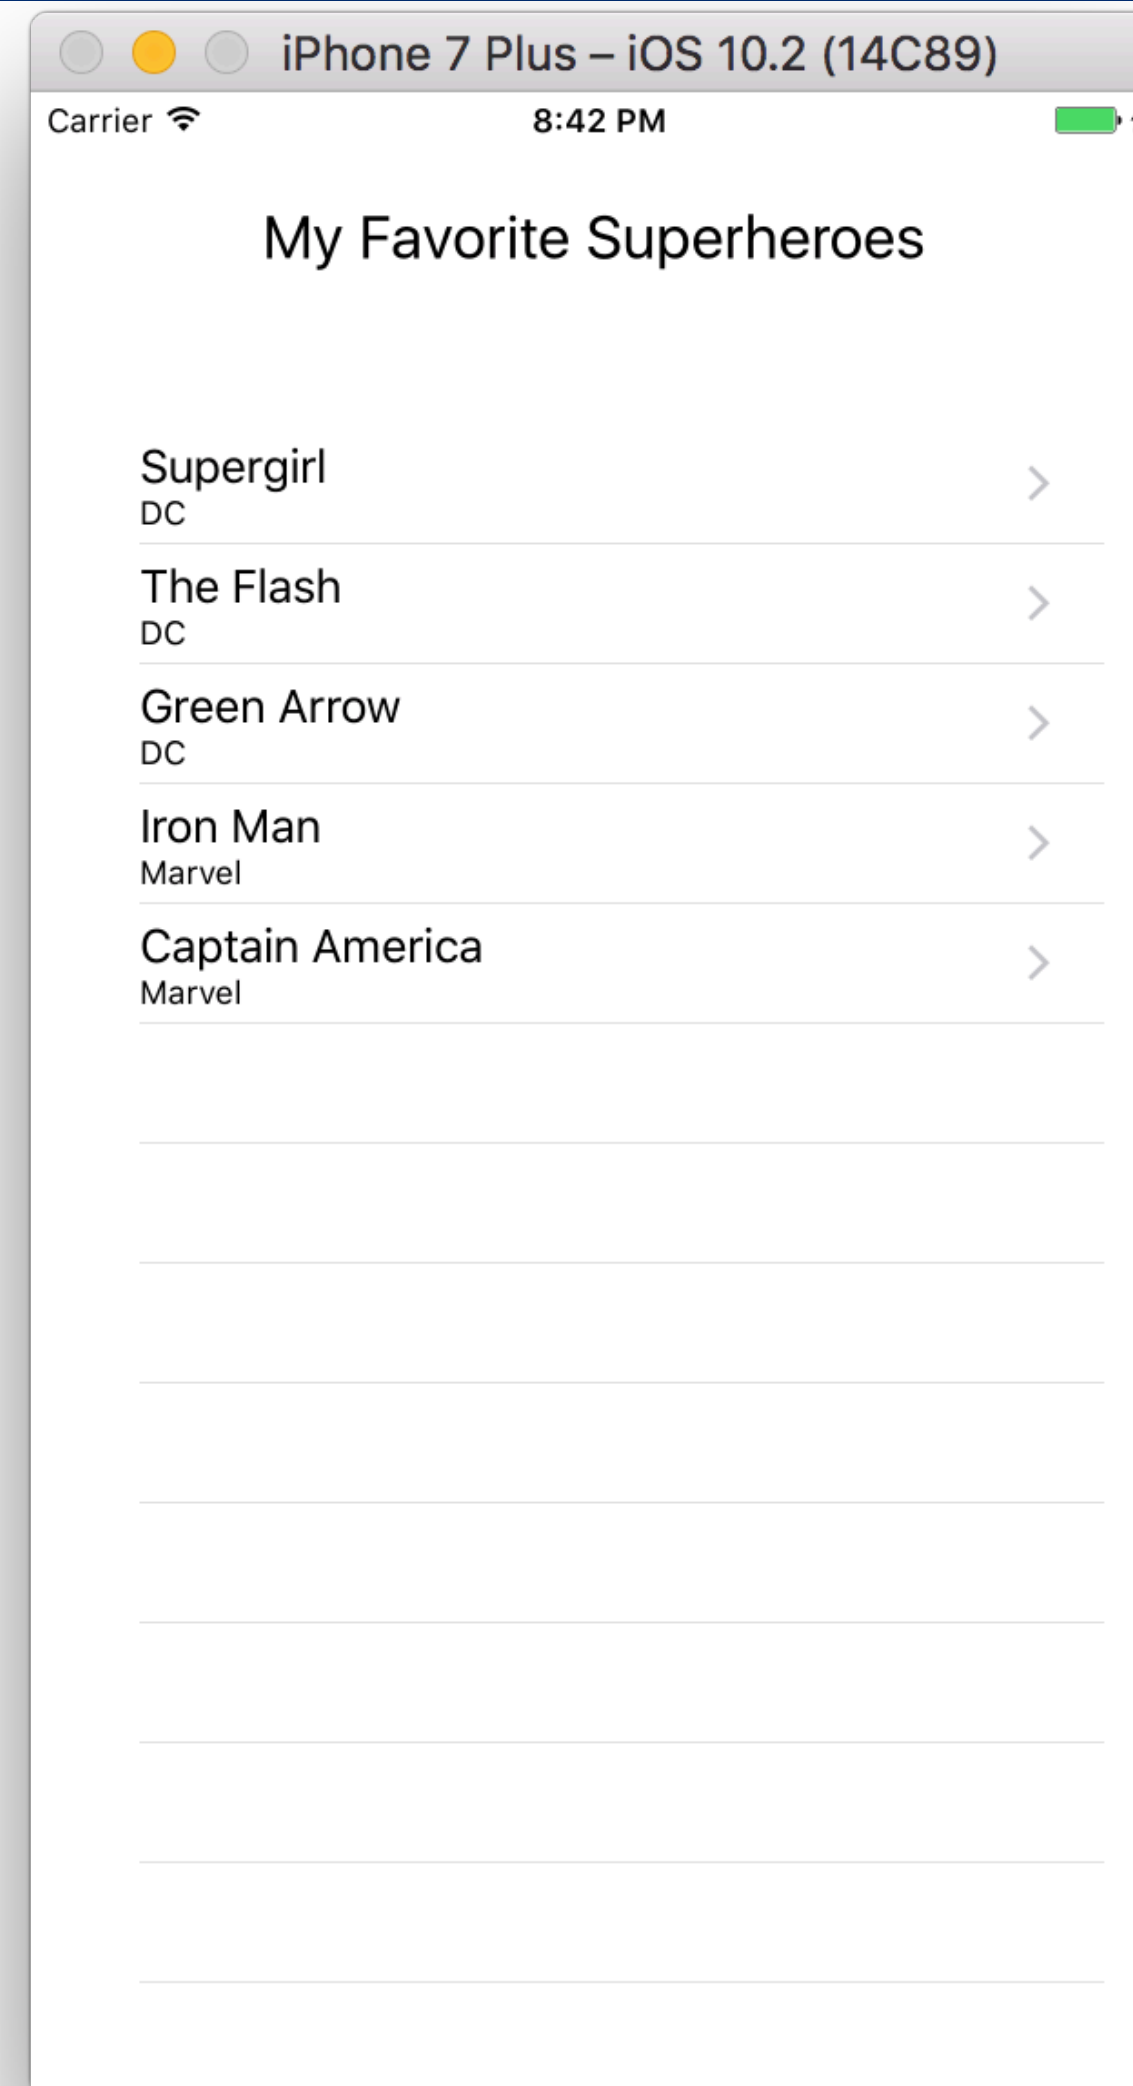 iPhone 7 Plus – iOS 10.2 (14C89)
Carrier 8:42 PM
My Favorite Superheroes
Supergirl
DC
The Flash
DC
Green Arrow
DC
Iron Man
Marvel
Captain America
Marvel